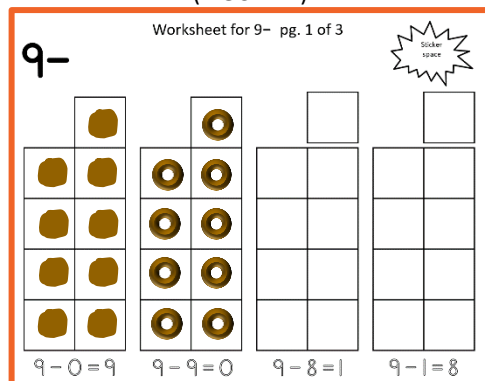 Worksheet for 9– pg. 1 of 3
9–
Sticker
space
9 – 0 = 9
9 – 9 = 0
9 – 8 = 1
9 – 1 = 8